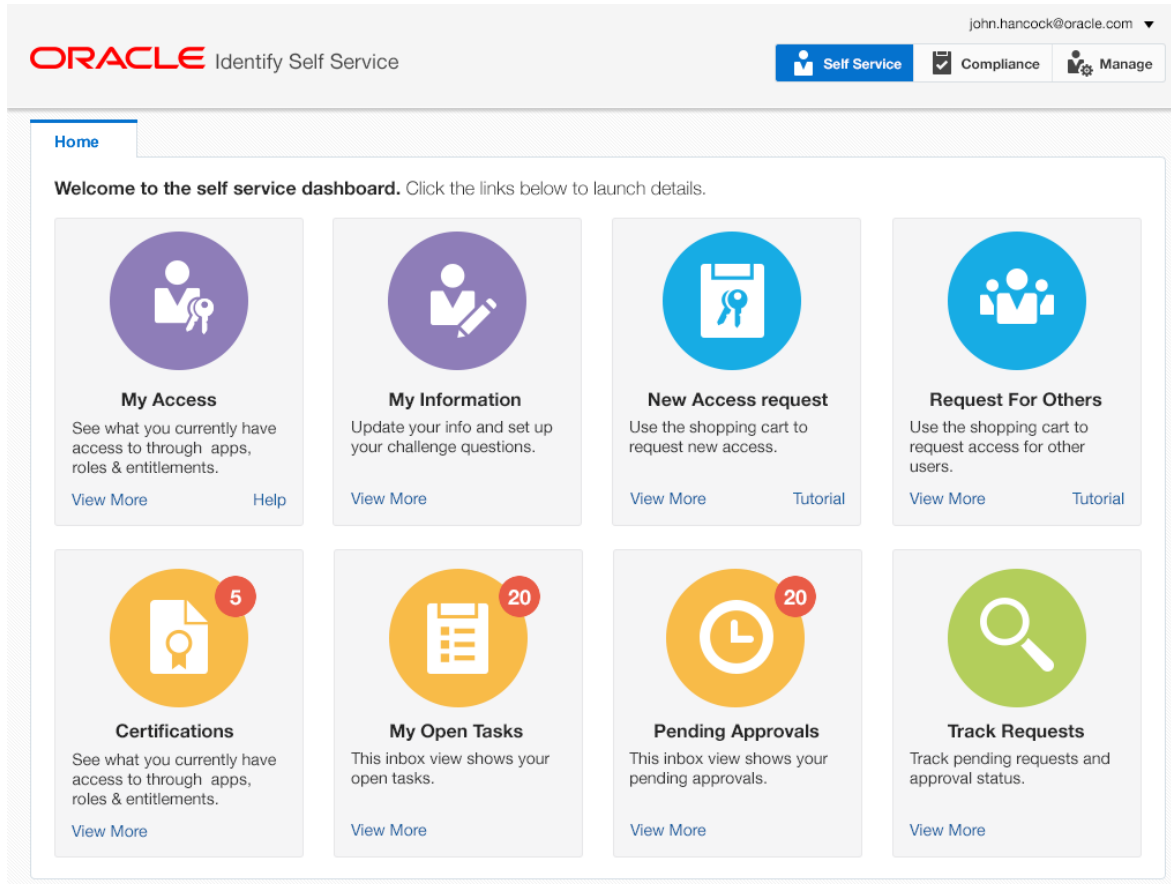 john.hancock@oracle.com
ORACLE Identify Self Service
Self Service
Compliance
Manage
Home
Welcome to the self service dashboard. Click the links below to launch details.
My Access
See what you currently have
access to through apps,
roles & entitlements.
View More
Help
My Information
Update your info and set up
your challenge questions.
View More
New Access request
Use the shopping cart to
request new access.
View More
Tutorial
Request For Others
Use the shopping cart to
request access for other
users.
View More
Tutorial
5
Certifications
See what you currently have
access to through apps,
roles & entitlements.
View More
20
My Open Tasks
This inbox view shows your
open tasks.
View More
20
Pending Approvals
This inbox view shows your
pending approvals.
View More
Track Requests
Track pending requests and
approval status.
View More